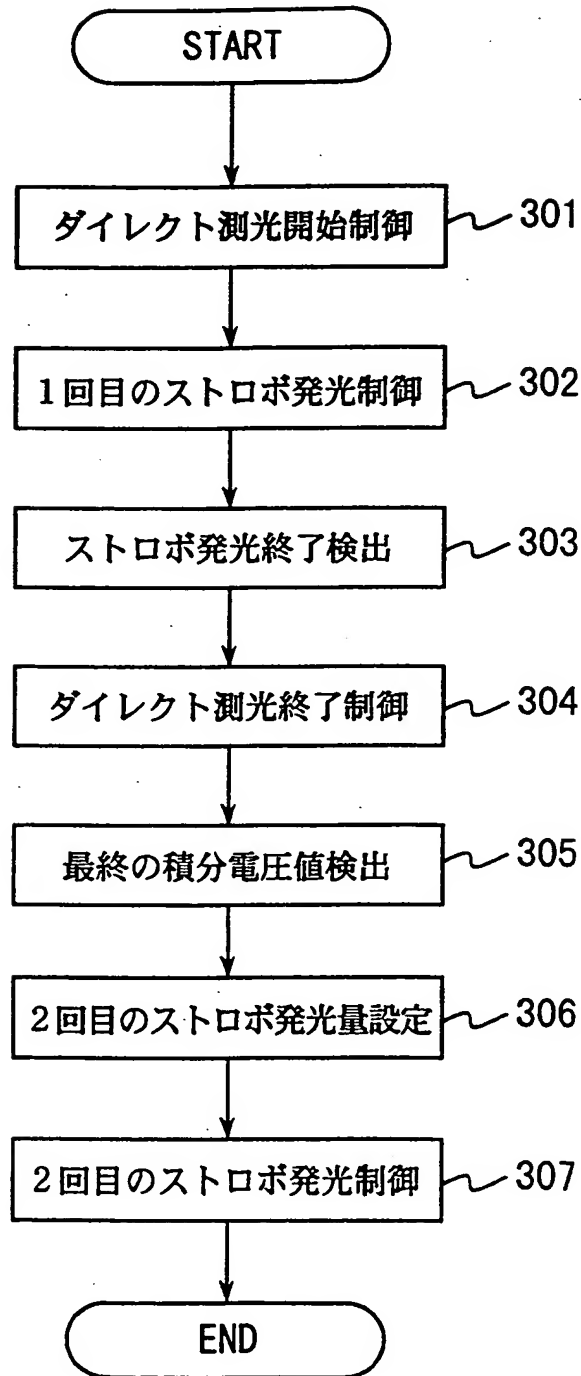 START
ダイレクト測光開始制御 301
1回目のストロボ発光制御 302
ストロボ発光終了検出 303
ダイレクト測光終了制御 304
最終の積分電圧値検出 305
2回目のストロボ発光量設定 306
2回目のストロボ発光制御 307
END